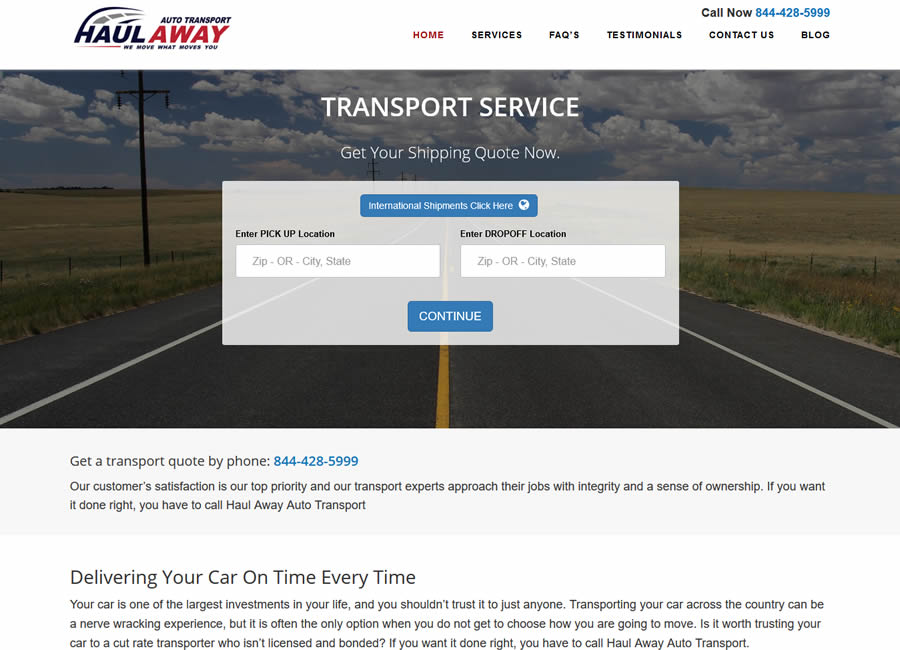 Call Now 844-428-5999
AUTO TRANSPORT
HAUL AWAY
WE MOVE WHAT MOVES YOU
HOME SERVICES FAQ'S TESTIMONIALS CONTACT US BLOG
TRANSPORT SERVICE
Get Your Shipping Quote Now.
International Shipments Click Here
Enter PICK UP Location Enter DROPOFF Location
Zip - OR - City, State Zip - OR - City, State
CONTINUE
Get a transport quote by phone: 844-428-5999
Our customer’s satisfaction is our top priority and our transport experts approach their jobs with integrity and a sense of ownership. If you want
it done right, you have to call Haul Away Auto Transport
Delivering Your Car On Time Every Time
Your car is one of the largest investments in your life, and you shouldn’t trust it to just anyone. Transporting your car across the country can be
a nerve wracking experience, but it is often the only option when you do not get to choose how you are going to move. Is it worth trusting your
car to a cut rate transporter who isn’t licensed and bonded? If you want it done right, you have to call Haul Away Auto Transport.